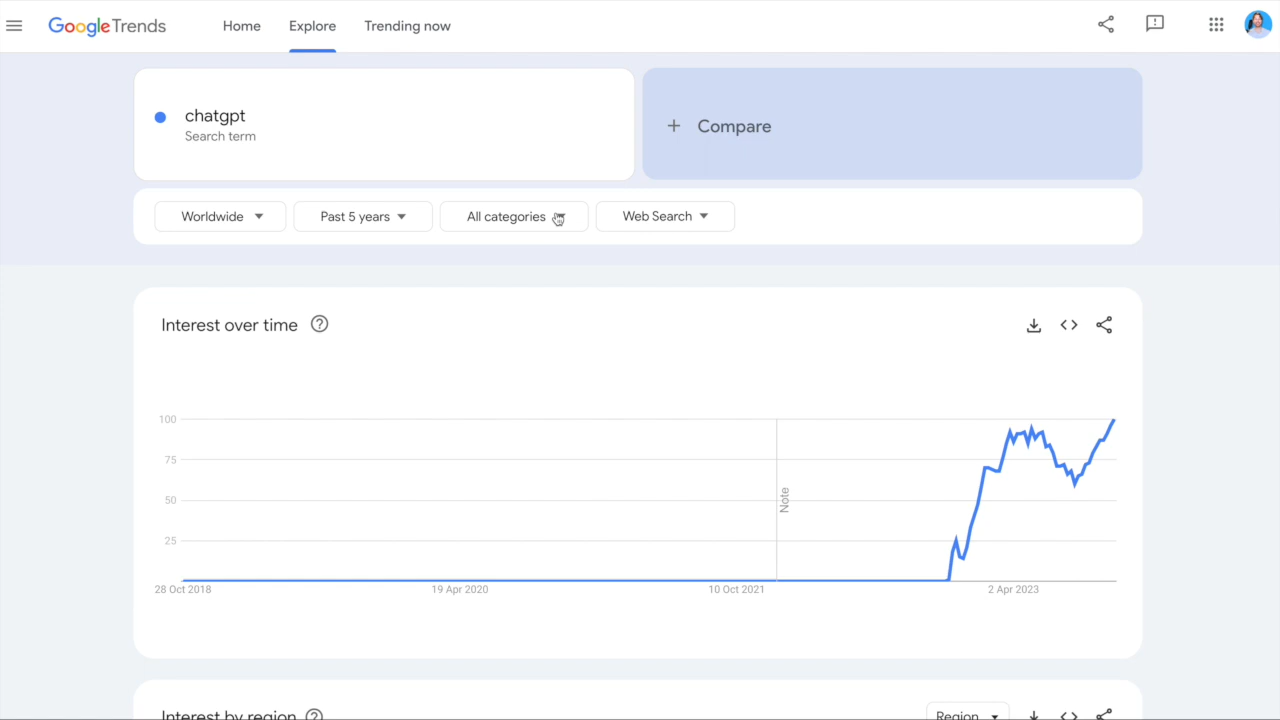 Google Trends Home Explore Trending now
chatgpt
Search term
+ Compare
Worldwide Past 5 years All categories Web Search
Interest over time
100
75
50
25
Note
28 Oct 2018 19 Apr 2020 10 Oct 2021 2 Apr 2023
Interest by region Region